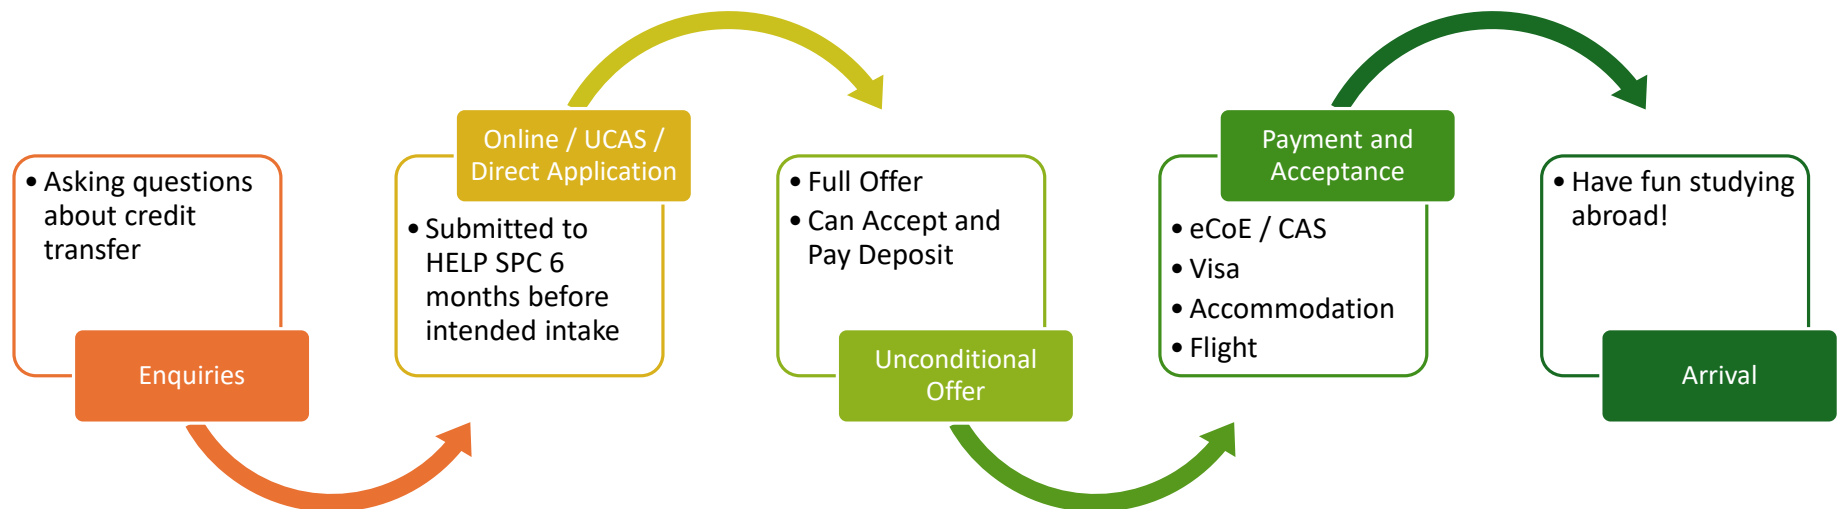 • Asking questions
about credit
transfer
Enquiries
Online / UCAS /
Direct Application
• Submitted to
HELP SPC 6
months before
intended intake
• Full Offer
• Can Accept and
Pay Deposit
Unconditional
Offer
Payment and
Acceptance
• eCoE / CAS
• Visa
• Accommodation
• Flight
• Have fun studying
abroad!
Arrival